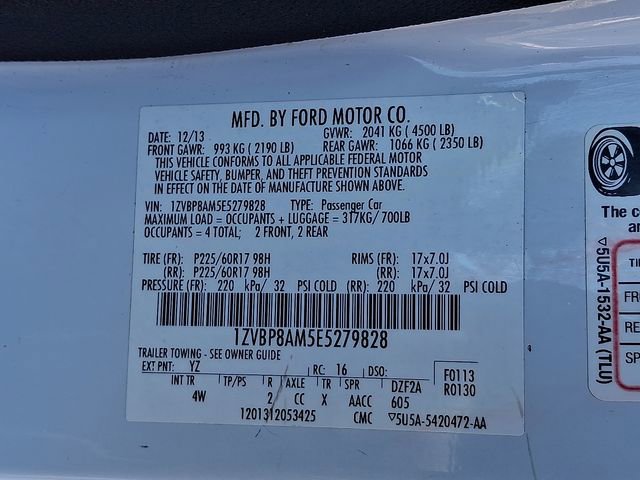 MFD. BY FORD MOTOR CO.
DATE: 12/13 GVWR: 2041 KG ( 4500 LB)
FRONT GAWR: 993 KG ( 2190 LB) REAR GAWR: 1066 KG ( 2350 LB)
THIS VEHICLE CONFORMS TO ALL APPLICABLE FEDERAL MOTOR
VEHICLE SAFETY, BUMPER, AND THEFT PREVENTION STANDARDS
IN EFFECT ON THE DATE OF MANUFACTURE SHOWN ABOVE.
VIN: 1ZVBP8AM5E5279828 TYPE: Passenger Car
MAXIMUM LOAD = OCCUPANTS + LUGGAGE = 317KG/700LB
OCCUPANTS = 4 TOTAL; 2 FRONT, 2 REAR
TIRE (FR): P225/60R17 98H RIMS (FR): 17x7.0J
(RR): P225/60R17 98H (RR): 17x7.0J
PRESSURE (FR): 220 kPa/ 32 PSI COLD (RR): 220 kPa/ 32 PSI COLD
1ZVBP8AM5E5279828
TRAILER TOWING - SEE OWNER GUIDE
EXT PNT: YZ RC: 16 DSO: F0113
INT TR TP/PS R AXLE TR SPR DZF2A R0130
4W 2 CC X AACC 605
1201312053425 CMC ▽5U5A-5420472-AA
The c
an
▽5U5A-1532-AA (TLU)
TI
FR
RE
SP